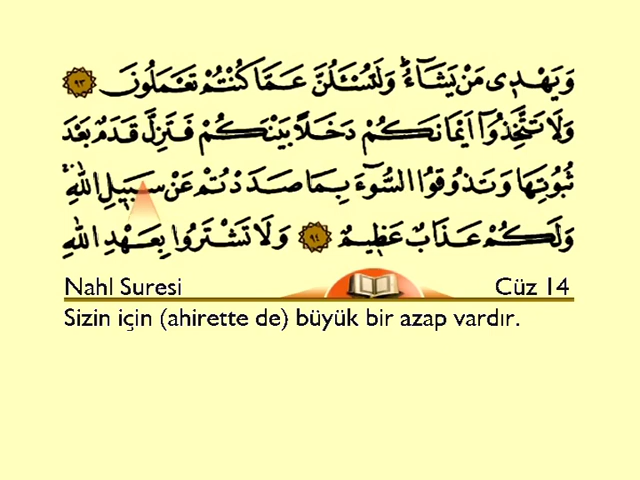 وَيَهْدٖى مَنْ يَشَٓاءُۜ وَلَتُسْـَٔلُنَّ عَمَّا كُنْتُمْ تَعْمَلُونَ ٩٣
وَلَا تَتَّخِذُٓوا اَيْمَانَكُمْ دَخَلًا بَيْنَكُمْ فَتَزِلَّ قَدَمٌ بَعْدَ
ثُبُوتِهَا وَتَذُوقُوا السُّٓوءَ بِمَا صَدَدْتُمْ عَنْ سَبٖيلِ اللّٰهِۚ
وَلَكُمْ عَذَابٌ عَظٖيمٌ ٩٤ وَلَا تَشْتَرُوا بِعَهْدِ اللّٰهِ
Nahl Suresi Cüz 14
Sizin için (ahirette de) büyük bir azap vardır.